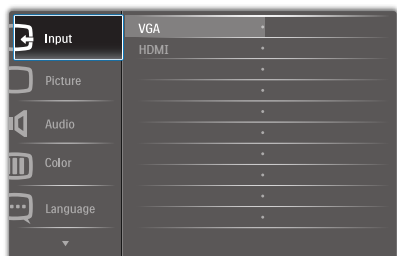 Input
Picture
Audio
Color
Language
VGA
HDMI